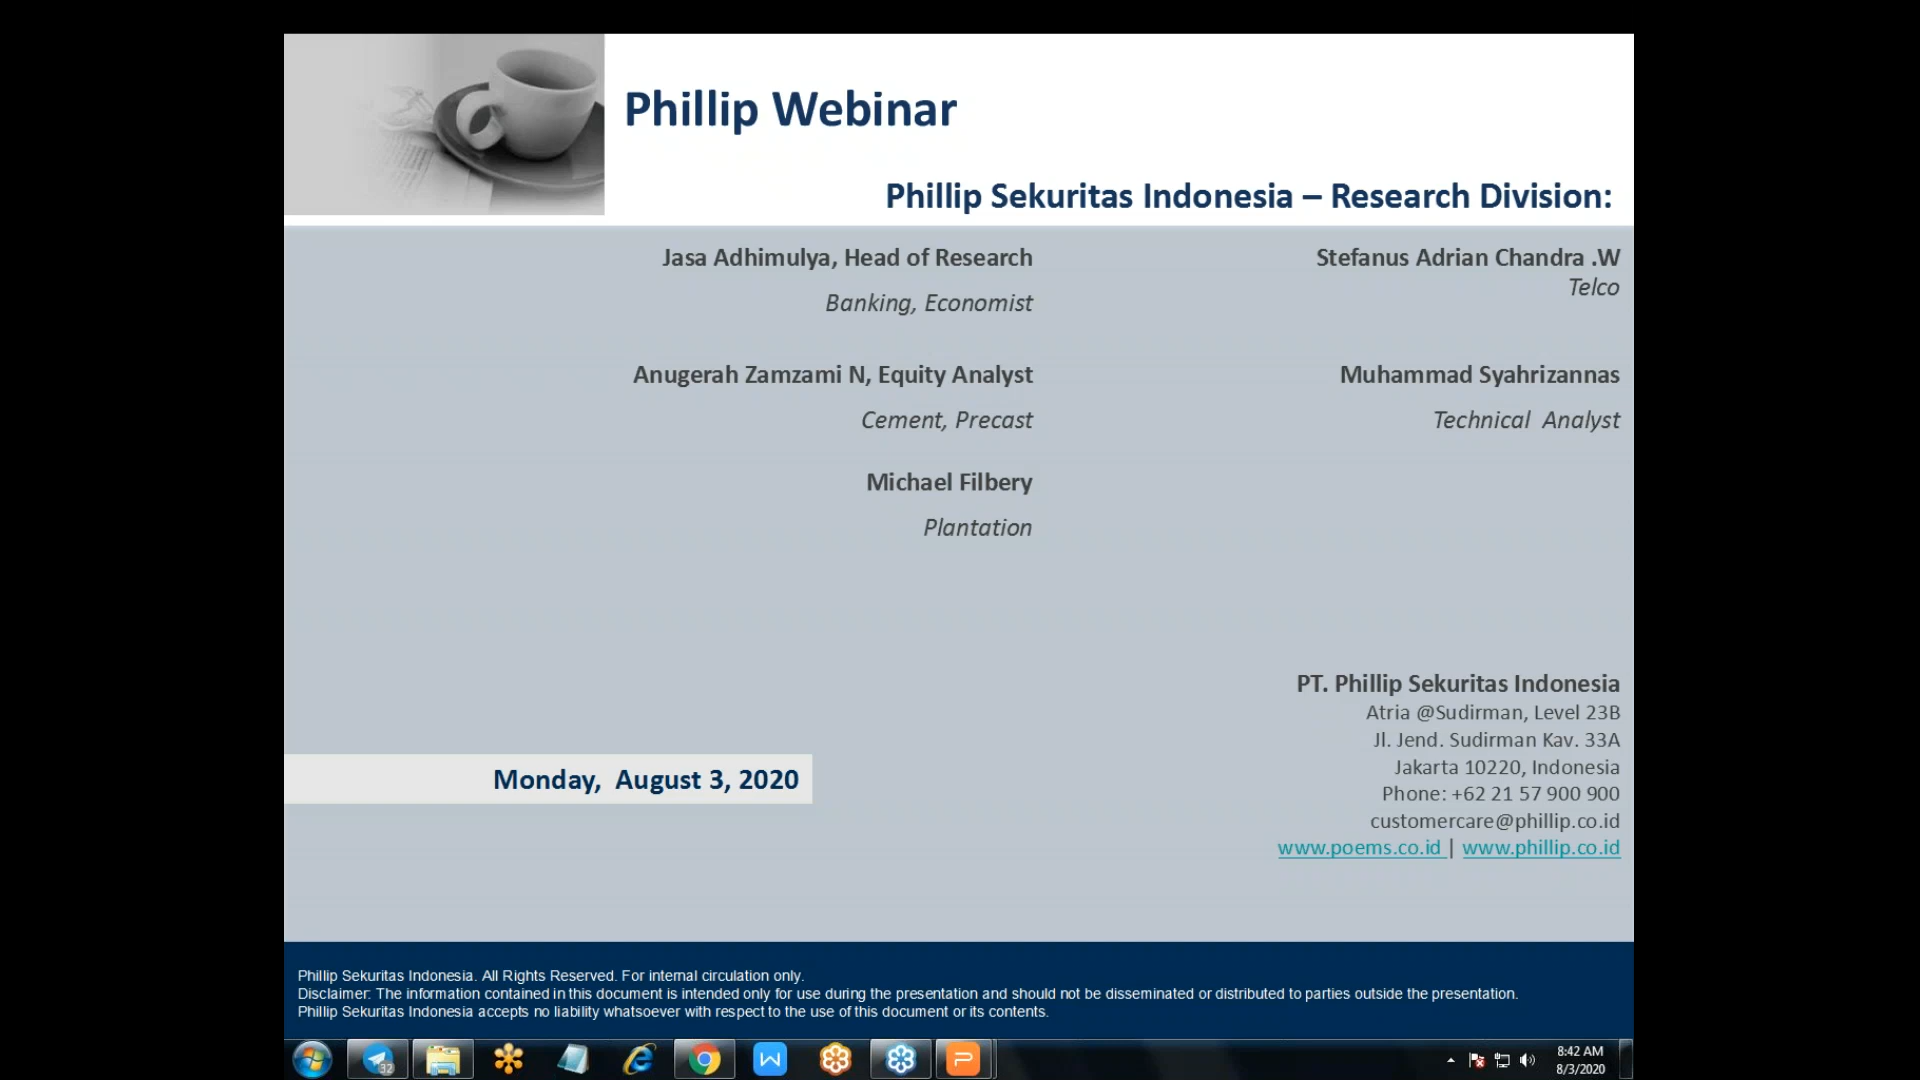 Phillip Webinar
Phillip Sekuritas Indonesia – Research Division:
Jasa Adhimulya, Head of Research
Banking, Economist
Anugerah Zamzami N, Equity Analyst
Cement, Precast
Michael Filbery
Plantation
Stefanus Adrian Chandra .W
Telco
Muhammad Syahrizannas
Technical Analyst
PT. Phillip Sekuritas Indonesia
Atria @Sudirman, Level 23B
Jl. Jend. Sudirman Kav. 33A
Jakarta 10220, Indonesia
Phone: +62 21 57 900 900
customercare@phillip.co.id
www.poems.co.id | www.phillip.co.id
Monday, August 3, 2020
Phillip Sekuritas Indonesia. All Rights Reserved. For internal circulation only.
Disclaimer: The information contained in this document is intended only for use during the presentation and should not be disseminated or distributed to parties outside the presentation.
Phillip Sekuritas Indonesia accepts no liability whatsoever with respect to the use of this document or its contents.
32
8:42 AM
8/3/2020